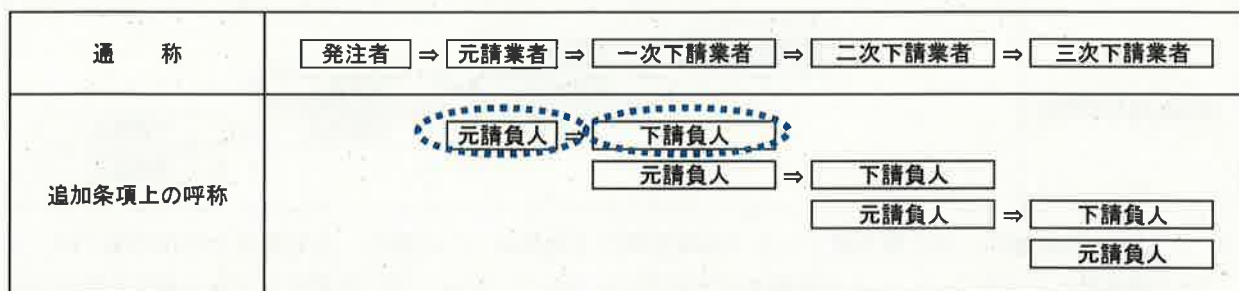 通 称
発注者 ⇒ 元請業者 ⇒ 一次下請業者 ⇒ 二次下請業者 ⇒ 三次下請業者
追加条項上の呼称
元請負人 ⇒ 下請負人
元請負人 ⇒ 下請負人
元請負人 ⇒ 下請負人
元請負人